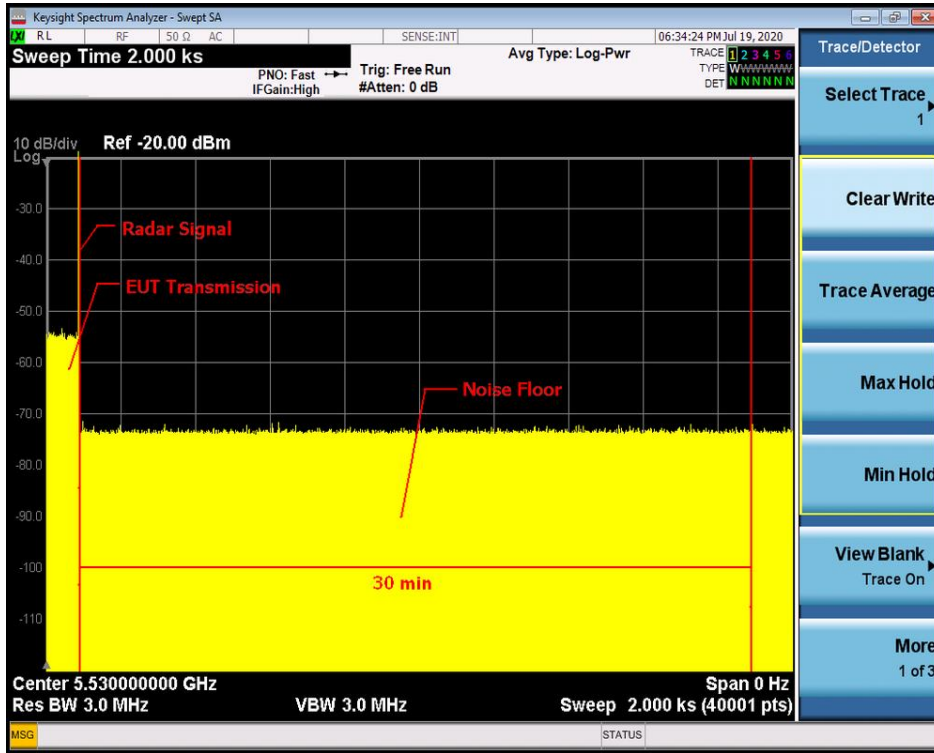 Keysight Spectrum Analyzer - Swept SA
LXI RL RF 50 Ω AC SENSE:INT 06:34:24 PM Jul 19, 2020
Sweep Time 2.000 ks
PNO: Fast
IFGain:High
Trig: Free Run
#Atten: 0 dB
Avg Type: Log-Pwr
TRACE 1 2 3 4 5 6
TYPE WWWWWW
DET N N N N N N
10 dB/div
Log
Ref -20.00 dBm
-30.0
-40.0
-50.0
-60.0
-70.0
-80.0
-90.0
-100
-110
Radar Signal
EUT Transmission
Noise Floor
30 min
Center 5.530000000 GHz
Span 0 Hz
Res BW 3.0 MHz
VBW 3.0 MHz
Sweep 2.000 ks (40001 pts)
MSG
STATUS
Trace/Detector
Select Trace
1
Clear Write
Trace Average
Max Hold
Min Hold
View Blank
Trace On
More
1 of 3